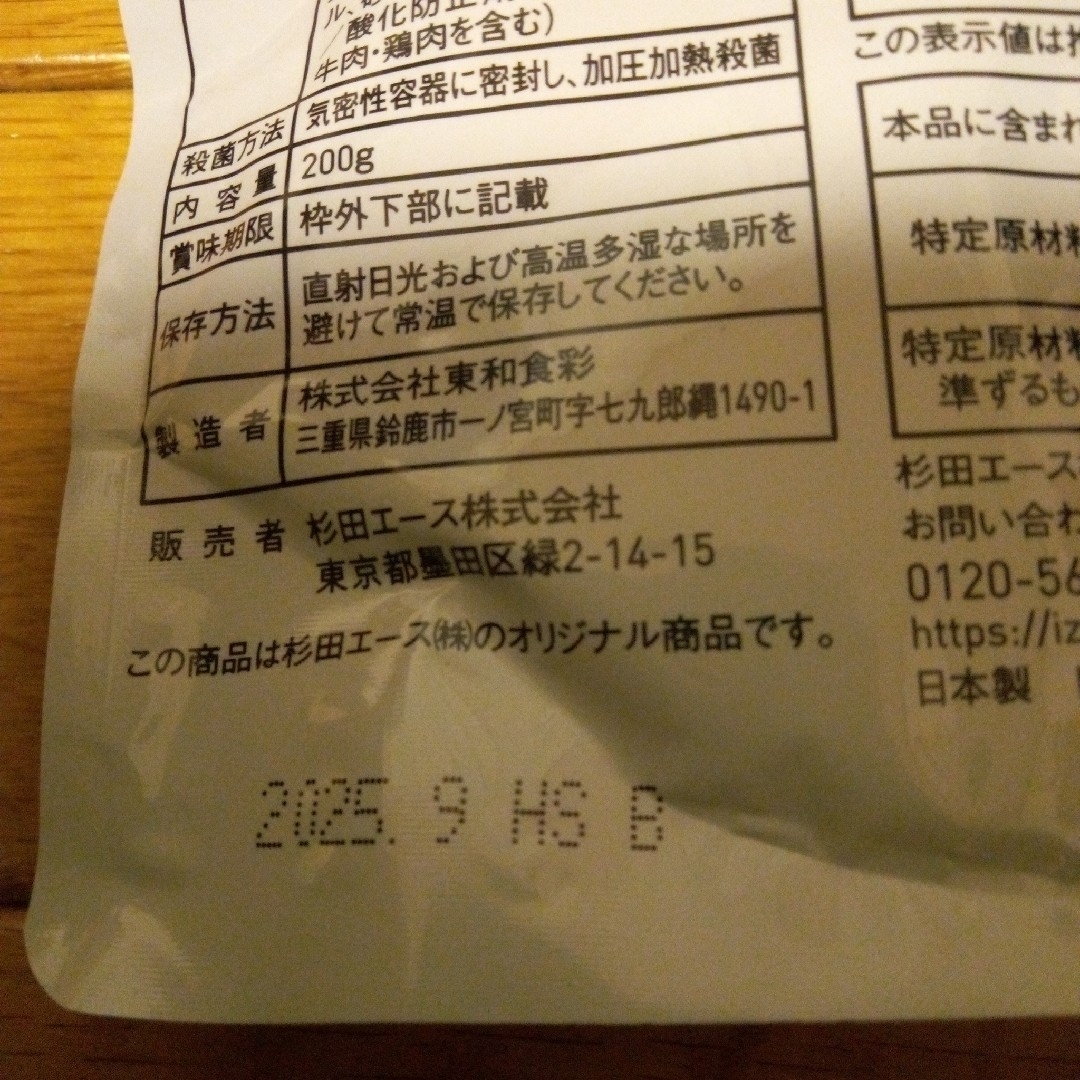 酸化防止
牛肉・鶏肉を含む)
殺菌方法 気密性容器に密封し、加圧加熱殺菌
内容量 200g
賞味期限 枠外下部に記載
保存方法 直射日光および高温多湿な場所を
避けて常温で保存してください。
製造者 株式会社東和食彩
三重県鈴鹿市一ノ宮町字七九郎縄1490-1
販売者 杉田エース株式会社
東京都墨田区緑2-14-15
この商品は杉田エース㈱のオリジナル商品です。
2025. 9 HS B
この表示値は
本品に含まれ
特定原材料
特定原材料
準ずるも
杉田エース
お問い合わ
0120-56
https://iz
日本製